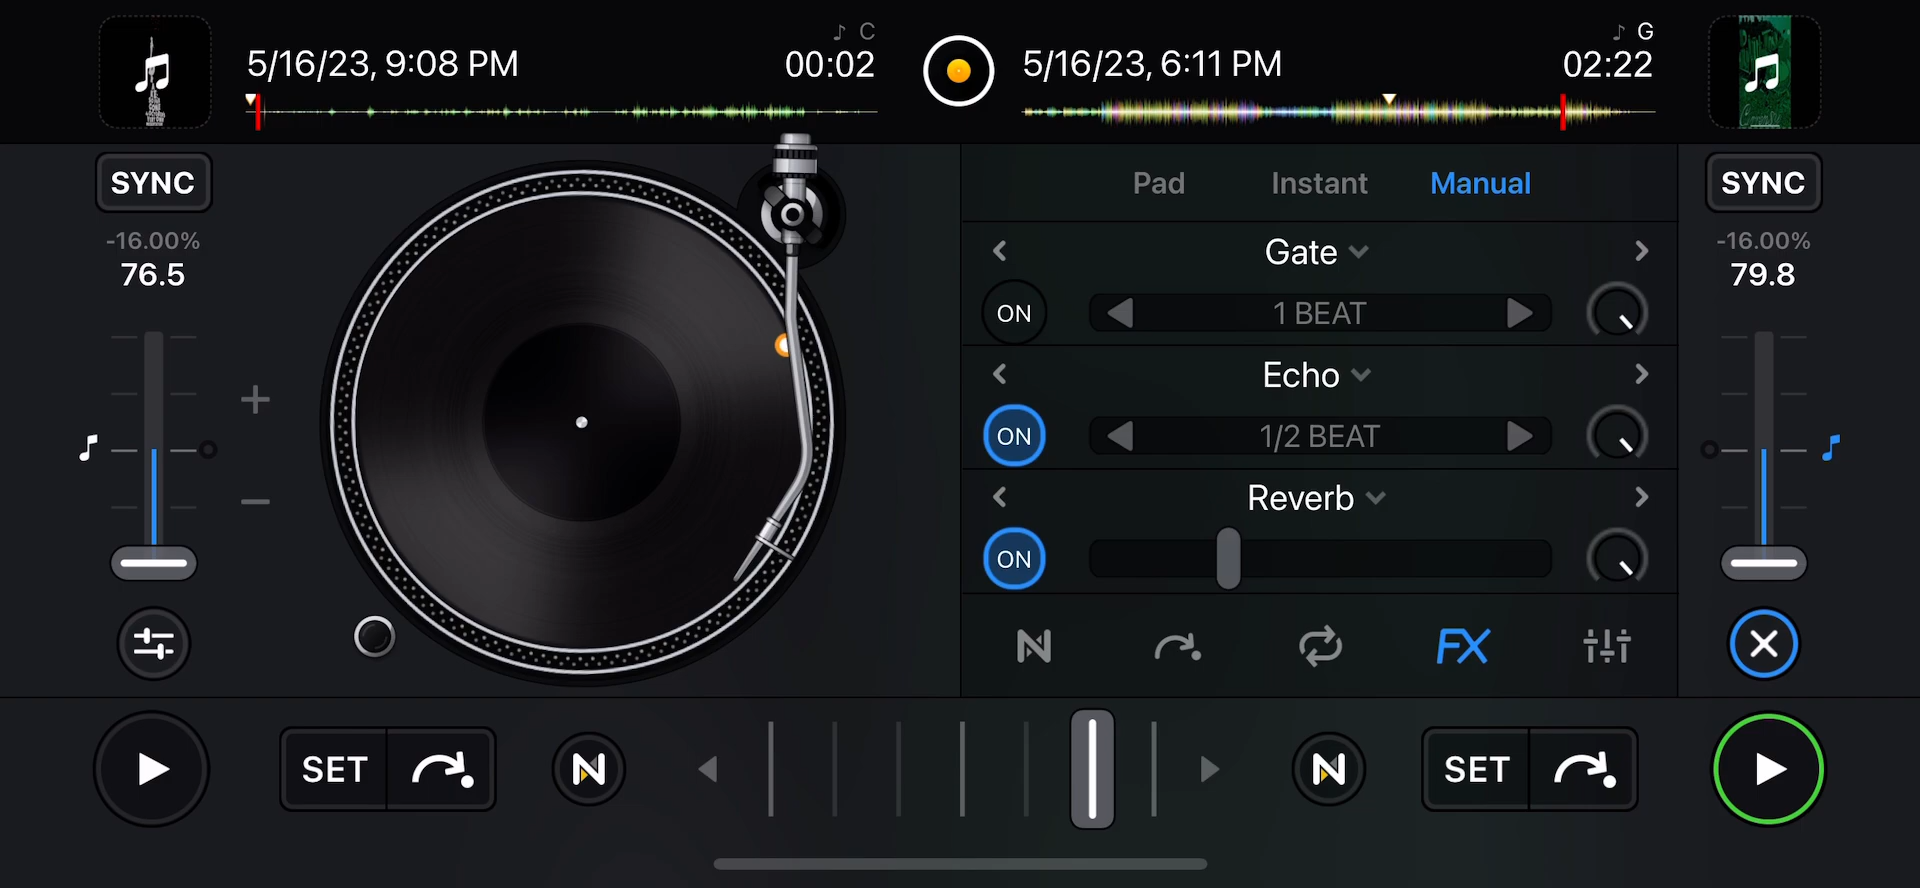 5/16/23, 9:08 PM
C
00:02
5/16/23, 6:11 PM
G
02:22
SYNC
-16.00%
76.5
Pad Instant Manual
Gate
ON 1 BEAT
Echo
ON 1/2 BEAT
Reverb
ON
FX
SYNC
-16.00%
79.8
SET
N
N
SET